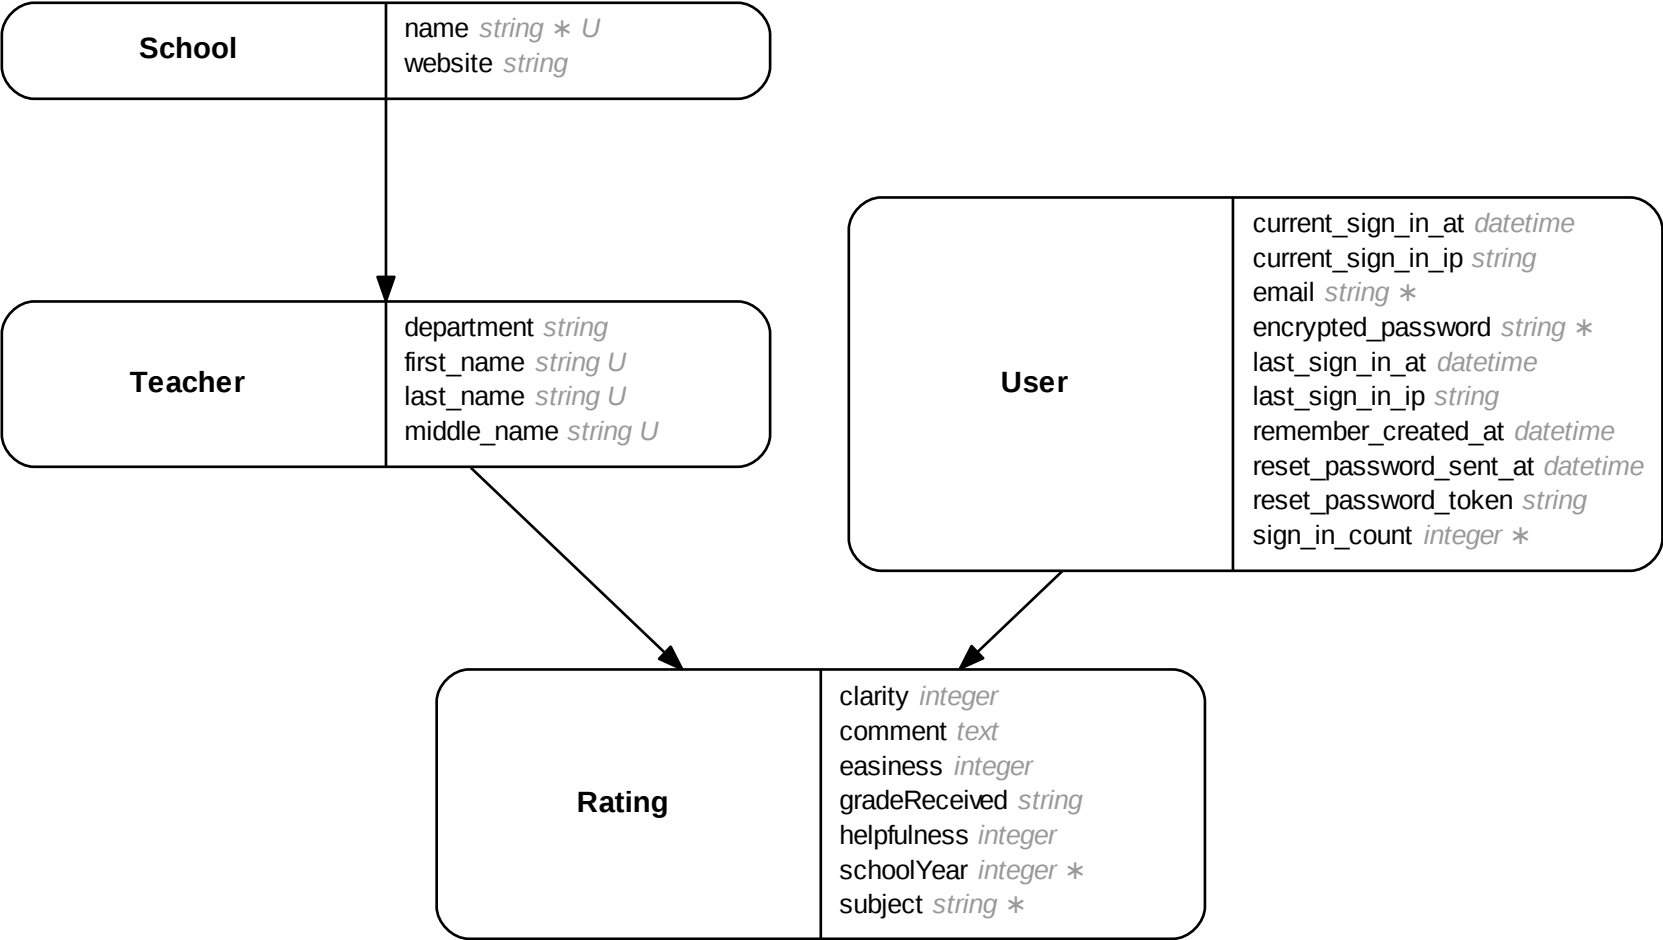 School
name string ∗ U
website string
Teacher
department string
first_name string U
last_name string U
middle_name string U
User
current_sign_in_at datetime
current_sign_in_ip string
email string ∗
encrypted_password string ∗
last_sign_in_at datetime
last_sign_in_ip string
remember_created_at datetime
reset_password_sent_at datetime
reset_password_token string
sign_in_count integer ∗
Rating
clarity integer
comment text
easiness integer
gradeReceived string
helpfulness integer
schoolYear integer ∗
subject string ∗